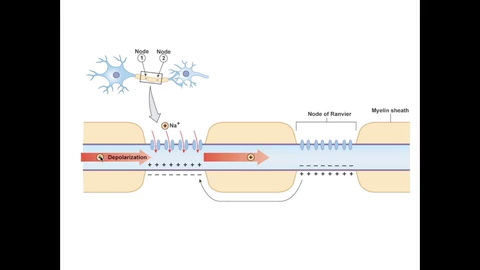 Node Node
1 2
Na+
Node of Ranvier
Myelin sheath
+ Depolarization
+
+ + + + + + +
− − − − − − −
− − − − − − −
+ + + + + + +